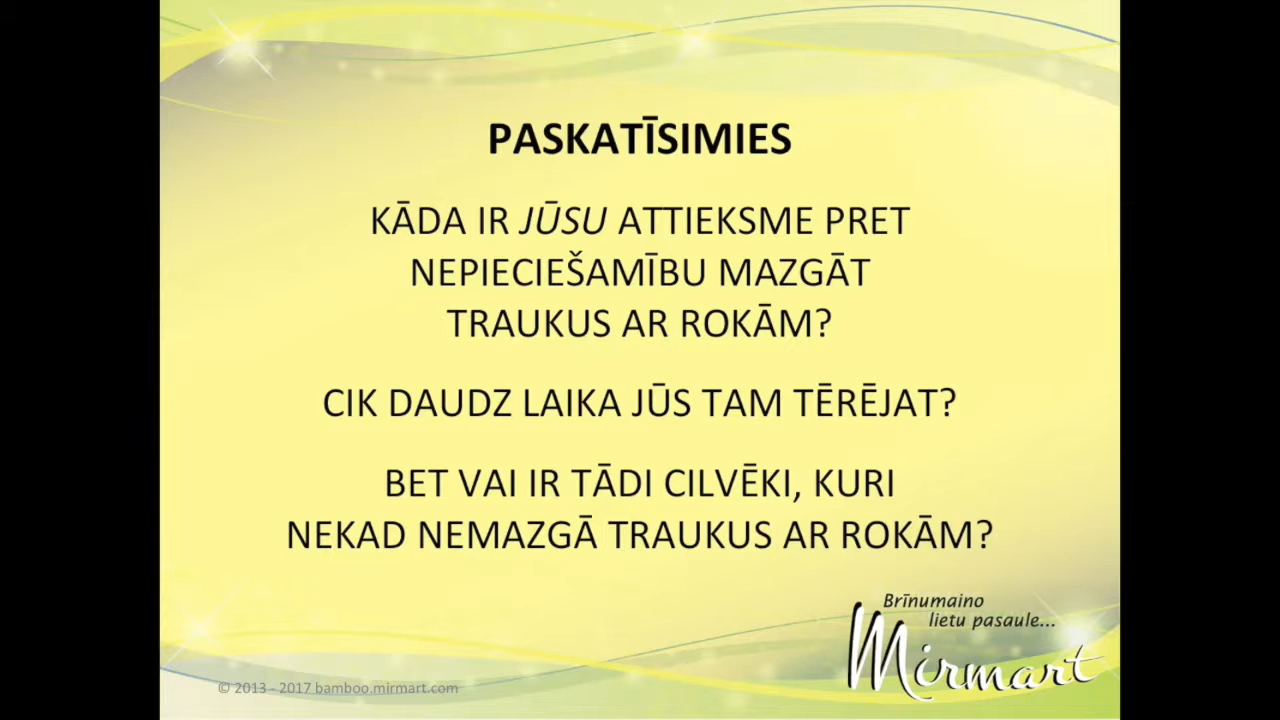 PASKATĪSIMIES
KĀDA IR JŪSU ATTIEKSME PRET
NEPIECIEŠAMĪBU MAZGĀT
TRAUKUS AR ROKĀM?
CIK DAUDZ LAIKA JŪS TAM TĒRĒJAT?
BET VAI IR TĀDI CILVĒKI, KURI
NEKAD NEMAZGĀ TRAUKUS AR ROKĀM?
Brīnumaino
lietu pasaule...
Mirmart
© 2013 - 2017 bamboo.mirmart.com